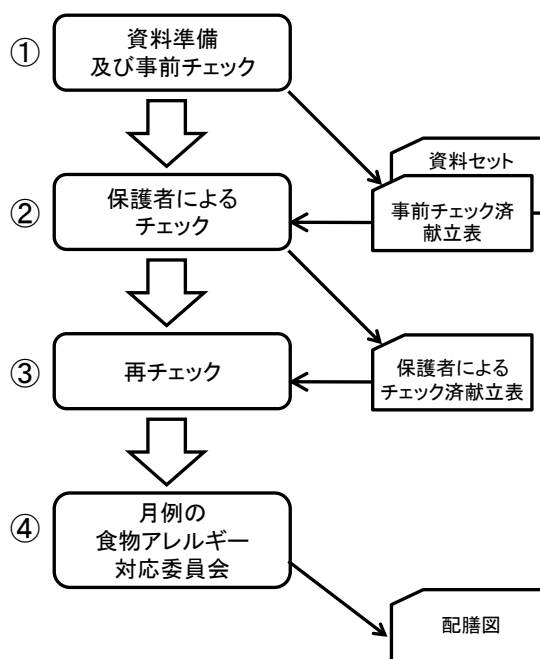 ①
資料準備
及び事前チェック
資料セット
②
保護者による
チェック
事前チェック済
献立表
③
再チェック
保護者による
チェック済献立表
④
月例の
食物アレルギー
対応委員会
配膳図